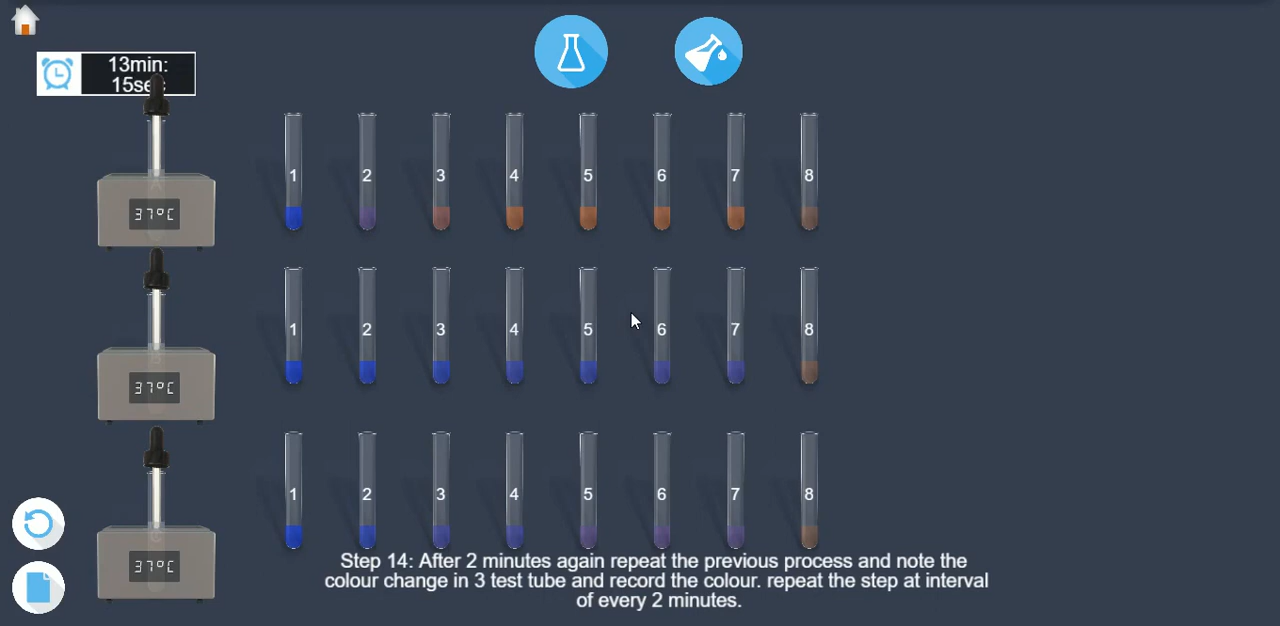 13min:
15sec
1 2 3 4 5 6 7 8
37°C
1 2 3 4 5 6 7 8
37°C
1 2 3 4 5 6 7 8
37°C
Step 14: After 2 minutes again repeat the previous process and note the
colour change in 3 test tube and record the colour. repeat the step at interval
of every 2 minutes.